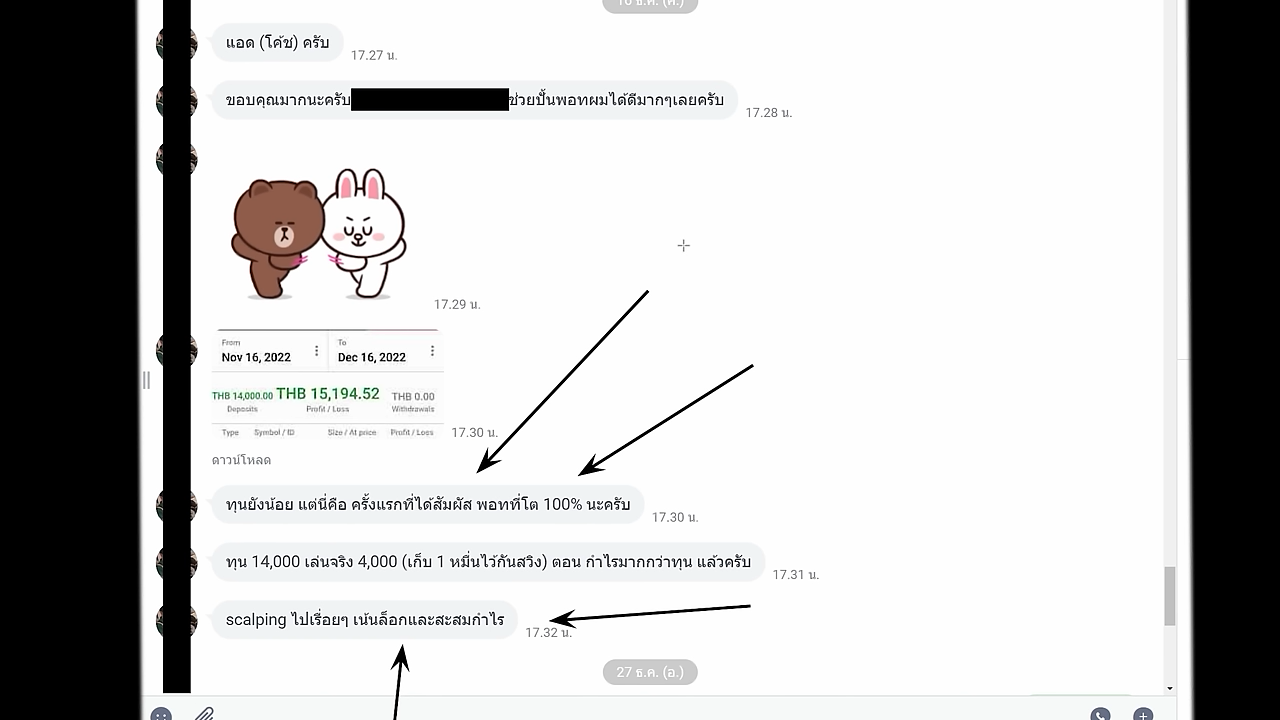 16 ธ.ค. (ศ.)
แอด (โค้ช) ครับ
17.27 น.
ขอบคุณมากนะครับ ช่วยปั้นพอทผมได้ดีมากๆเลยครับ
17.28 น.
17.29 น.
From
To
Nov 16, 2022
Dec 16, 2022
THB 14,000.00 THB 15,194.52 THB 0.00
Deposits Profit / Loss Withdrawals
Type Symbol / ID Size / At price Profit / Loss
17.30 น.
ดาวน์โหลด
ทุนยังน้อย แต่นี่คือ ครั้งแรกที่ได้สัมผัส พอทที่โต 100% นะครับ
17.30 น.
ทุน 14,000 เล่นจริง 4,000 (เก็บ 1 หมื่นไว้กันสวิง) ตอน กำไรมากกว่าทุน แล้วครับ
17.31 น.
scalping ไปเรื่อยๆ เน้นล็อกและสะสมกำไร
17.32 น.
27 ธ.ค. (อ.)